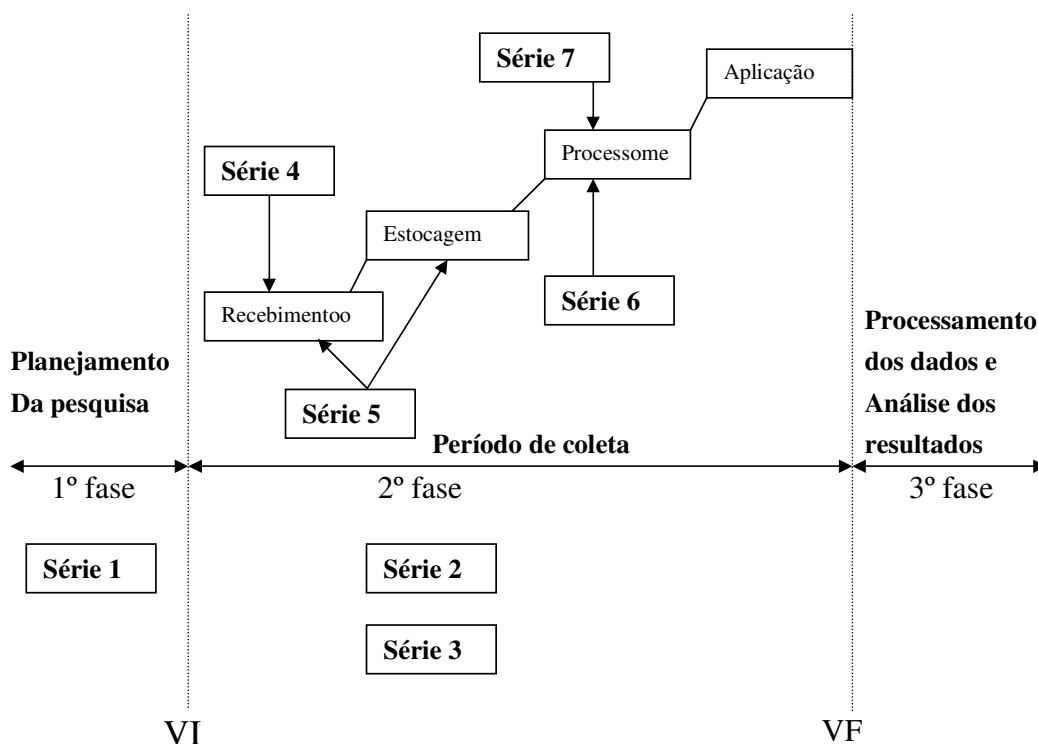 Série 7
Aplicação
Processome
Série 4
Estocagem
Série 6
Recebimentoo
Processamento
dos dados e
Análise dos
resultados
Planejamento
Da pesquisa
Série 5
Período de coleta
1º fase
2º fase
3º fase
Série 1
Série 2
Série 3
VI
VF